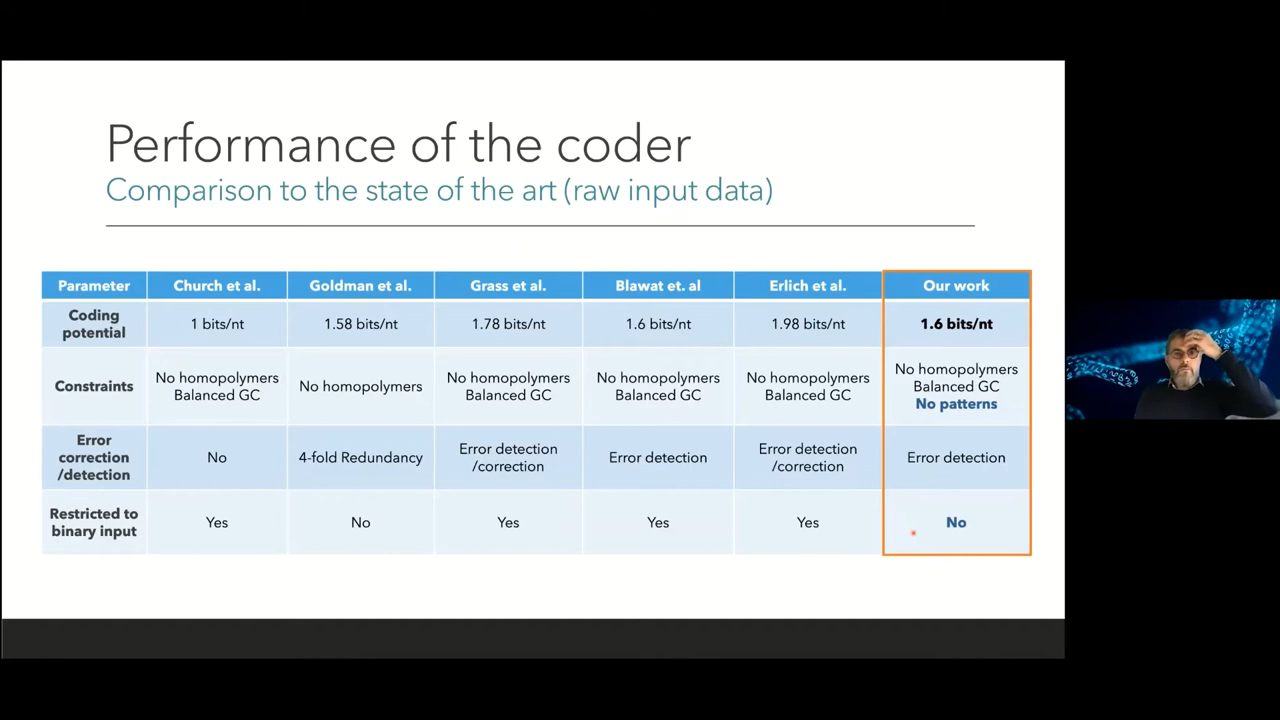 Performance of the coder
Comparison to the state of the art (raw input data)
Parameter Church et al. Goldman et al. Grass et al. Blawat et. al Erlich et al. Our work
Coding potential 1 bits/nt 1.58 bits/nt 1.78 bits/nt 1.6 bits/nt 1.98 bits/nt 1.6 bits/nt
Constraints No homopolymers Balanced GC No homopolymers No homopolymers Balanced GC No homopolymers Balanced GC No homopolymers Balanced GC No homopolymers Balanced GC No patterns
Error correction /detection No 4-fold Redundancy Error detection /correction Error detection Error detection /correction Error detection
Restricted to binary input Yes No Yes Yes Yes No